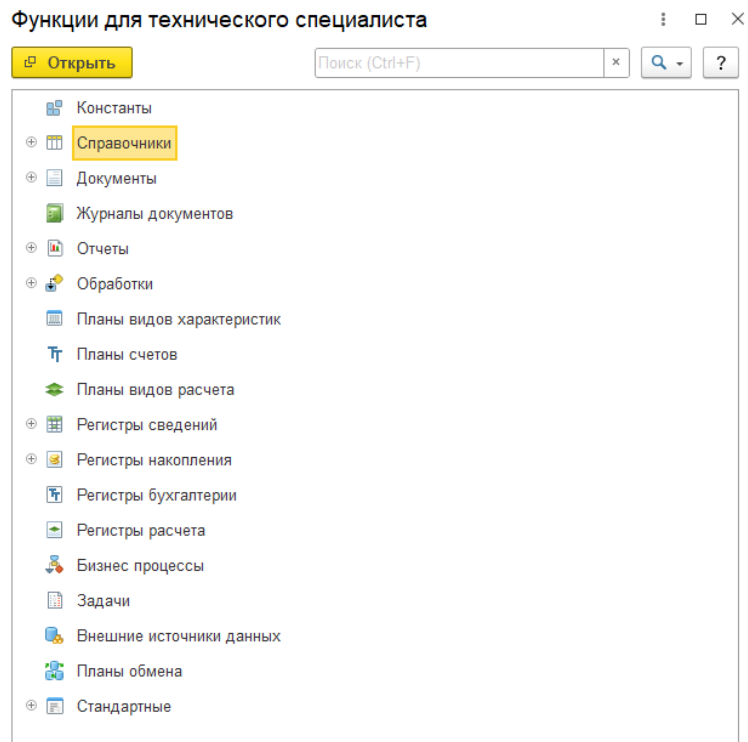 Функции для технического специалиста
Открыть
Поиск (Ctrl+F)
×
?
Константы
Справочники
Документы
Журналы документов
Отчеты
Обработки
Планы видов характеристик
Планы счетов
Планы видов расчета
Регистры сведений
Регистры накопления
Регистры бухгалтерии
Регистры расчета
Бизнес процессы
Задачи
Внешние источники данных
Планы обмена
Стандартные